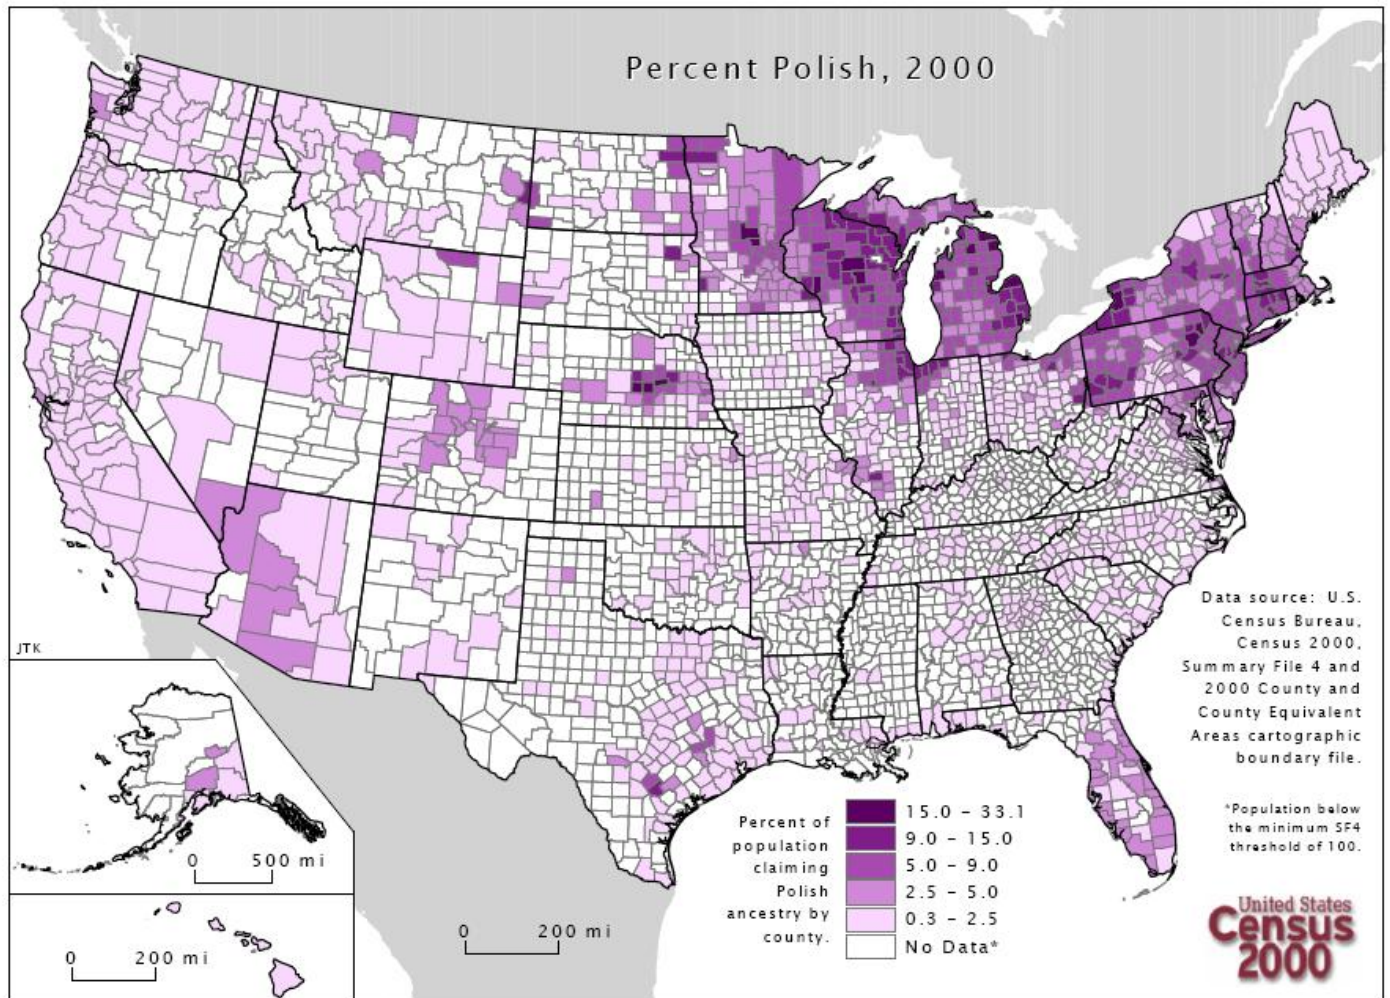 Percent Polish, 2000
Data source: U.S.
Census Bureau,
Census 2000,
Summary File 4 and
2000 County and
County Equivalent
Areas cartographic
boundary file.
*Population below
the minimum SF4
threshold of 100.
JTK
0 500 mi
0 200 mi
0 200 mi
Percent of
population
claiming
Polish
ancestry by
county.
15.0 – 33.1
9.0 – 15.0
5.0 – 9.0
2.5 – 5.0
0.3 – 2.5
No Data*
United States
Census
2000